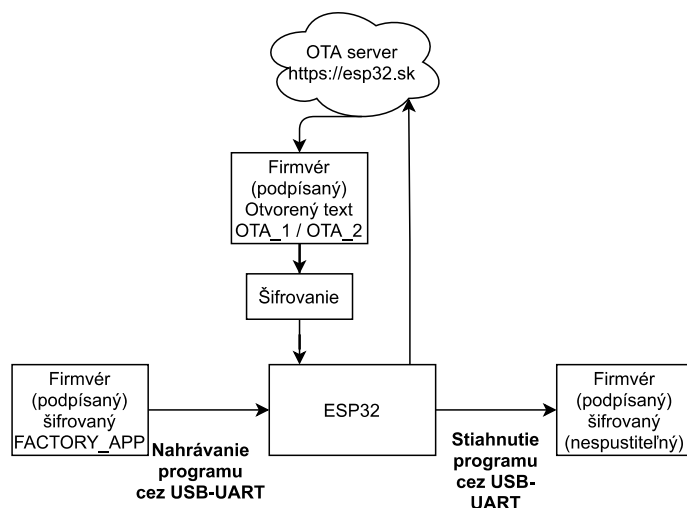 OTA server
https://esp32.sk
Firmvér
(podpísaný)
Otvorený text
OTA_1 / OTA_2
Šifrovanie
Firmvér
(podpísaný)
šifrovaný
FACTORY_APP
Nahrávanie
programu
cez USB-UART
ESP32
Stiahnutie
programu
cez USB-
UART
Firmvér
(podpísaný)
šifrovaný
(nespustiteľný)